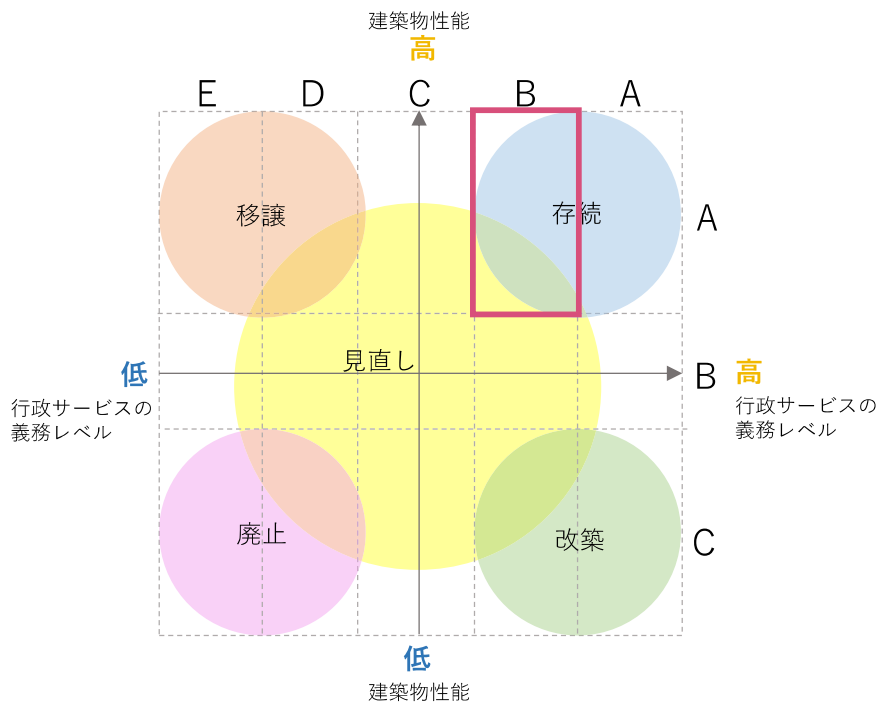 建築物性能
高
E D C B A
移譲
存続
A
見直し
低
行政サービスの
義務レベル
B
高
行政サービスの
義務レベル
廃止
改築
C
低
建築物性能